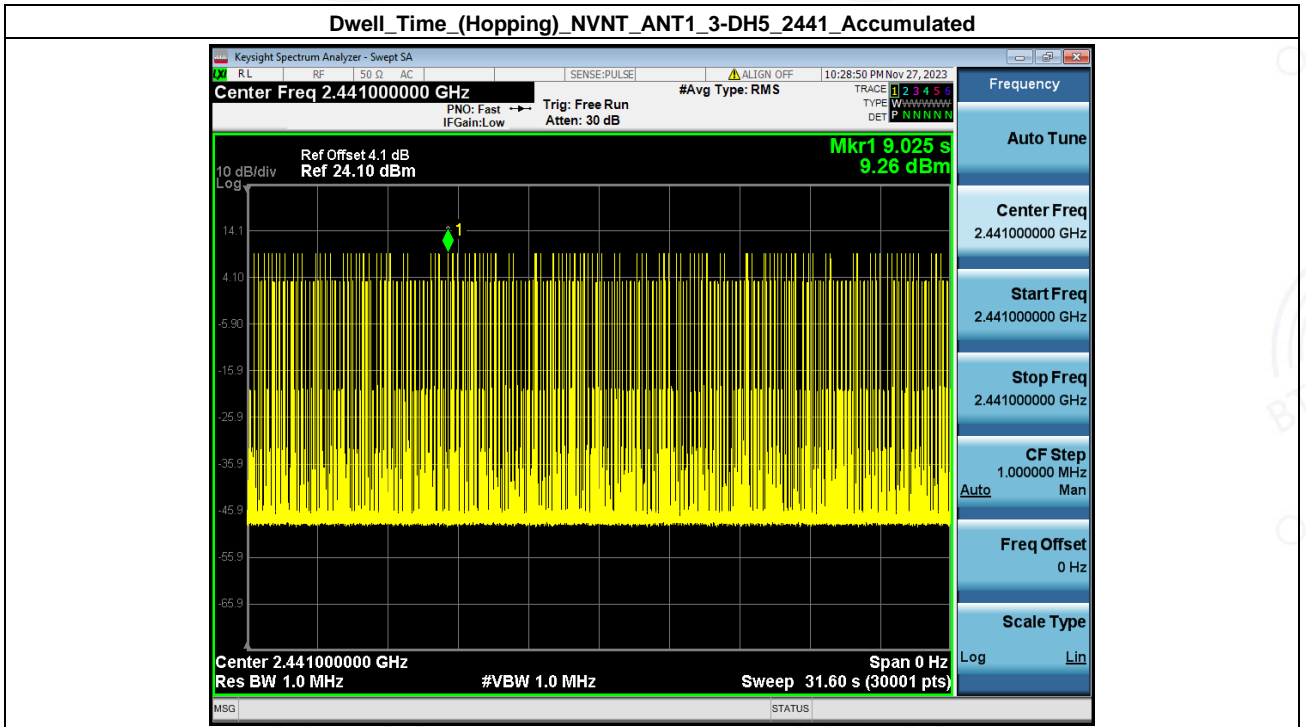 Dwell_Time_(Hopping)_NVNT_ANT1_3-DH5_2441_Accumulated
Keysight Spectrum Analyzer - Swept SA
LXI RL RF 50 Ω AC SENSE:PULSE ALIGN OFF 10:28:50 PM Nov 27, 2023
Center Freq 2.441000000 GHz #Avg Type: RMS TRACE 1 2 3 4 5 6
PNO: Fast Trig: Free Run TYPE WWWWWW
IFGain:Low Atten: 30 dB DET P N N N N N
Mkr1 9.025 s
9.26 dBm
Ref Offset 4.1 dB
10 dB/div Ref 24.10 dBm
Log
1
14.1
4.10
-5.90
-15.9
-25.9
-35.9
-45.9
-55.9
-65.9
Center 2.441000000 GHz Span 0 Hz
Res BW 1.0 MHz #VBW 1.0 MHz Sweep 31.60 s (30001 pts)
MSG STATUS
Frequency
Auto Tune
Center Freq
2.441000000 GHz
Start Freq
2.441000000 GHz
Stop Freq
2.441000000 GHz
CF Step
1.000000 MHz
Auto Man
Freq Offset
0 Hz
Scale Type
Log Lin